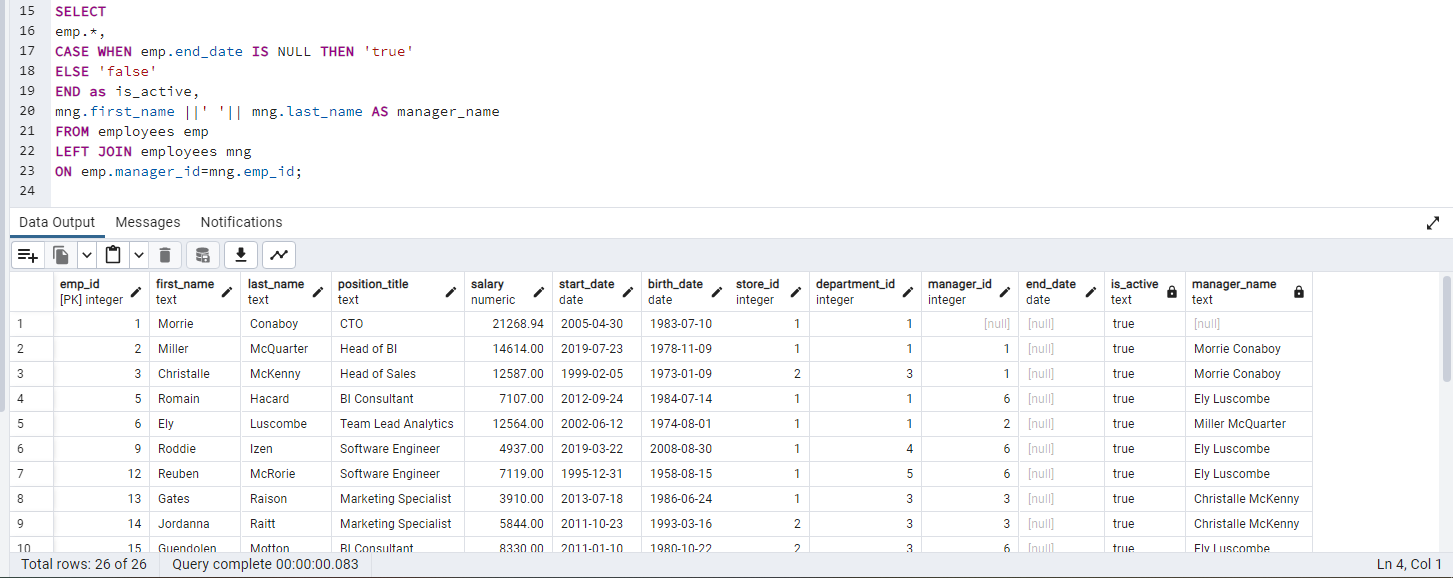 15 SELECT
16 emp.*,
17 CASE WHEN emp.end_date IS NULL THEN 'true'
18 ELSE 'false'
19 END as is_active,
20 mng.first_name ||' '|| mng.last_name AS manager_name
21 FROM employees emp
22 LEFT JOIN employees mng
23 ON emp.manager_id=mng.emp_id;
24
Data Output Messages Notifications
emp_id first_name last_name position_title salary start_date birth_date store_id department_id manager_id end_date is_active manager_name
[PK] integer text text text numeric date date integer integer integer date text text
1 1 Morrie Conaboy CTO 21268.94 2005-04-30 1983-07-10 1 1 [null] [null] true [null]
2 2 Miller McQuarter Head of BI 14614.00 2019-07-23 1978-11-09 1 1 1 [null] true Morrie Conaboy
3 3 Christalle McKenny Head of Sales 12587.00 1999-02-05 1973-01-09 2 3 1 [null] true Morrie Conaboy
4 5 Romain Hacard BI Consultant 7107.00 2012-09-24 1984-07-14 1 1 6 [null] true Ely Luscombe
5 6 Ely Luscombe Team Lead Analytics 12564.00 2002-06-12 1974-08-01 1 1 2 [null] true Miller McQuarter
6 9 Roddie Izen Software Engineer 4937.00 2019-03-22 2008-08-30 1 4 6 [null] true Ely Luscombe
7 12 Reuben McRorie Software Engineer 7119.00 1995-12-31 1958-08-15 1 5 6 [null] true Ely Luscombe
8 13 Gates Raison Marketing Specialist 3910.00 2013-07-18 1986-06-24 1 3 3 [null] true Christalle McKenny
9 14 Jordanna Raitt Marketing Specialist 5844.00 2011-10-23 1993-03-16 2 3 3 [null] true Christalle McKenny
10 15 Guendolen Motton BI Consultant 8330.00 2011-01-10 1980-10-22 2 3 6 [null] true Ely Luscombe
Total rows: 26 of 26 Query complete 00:00:00.083 Ln 4, Col 1